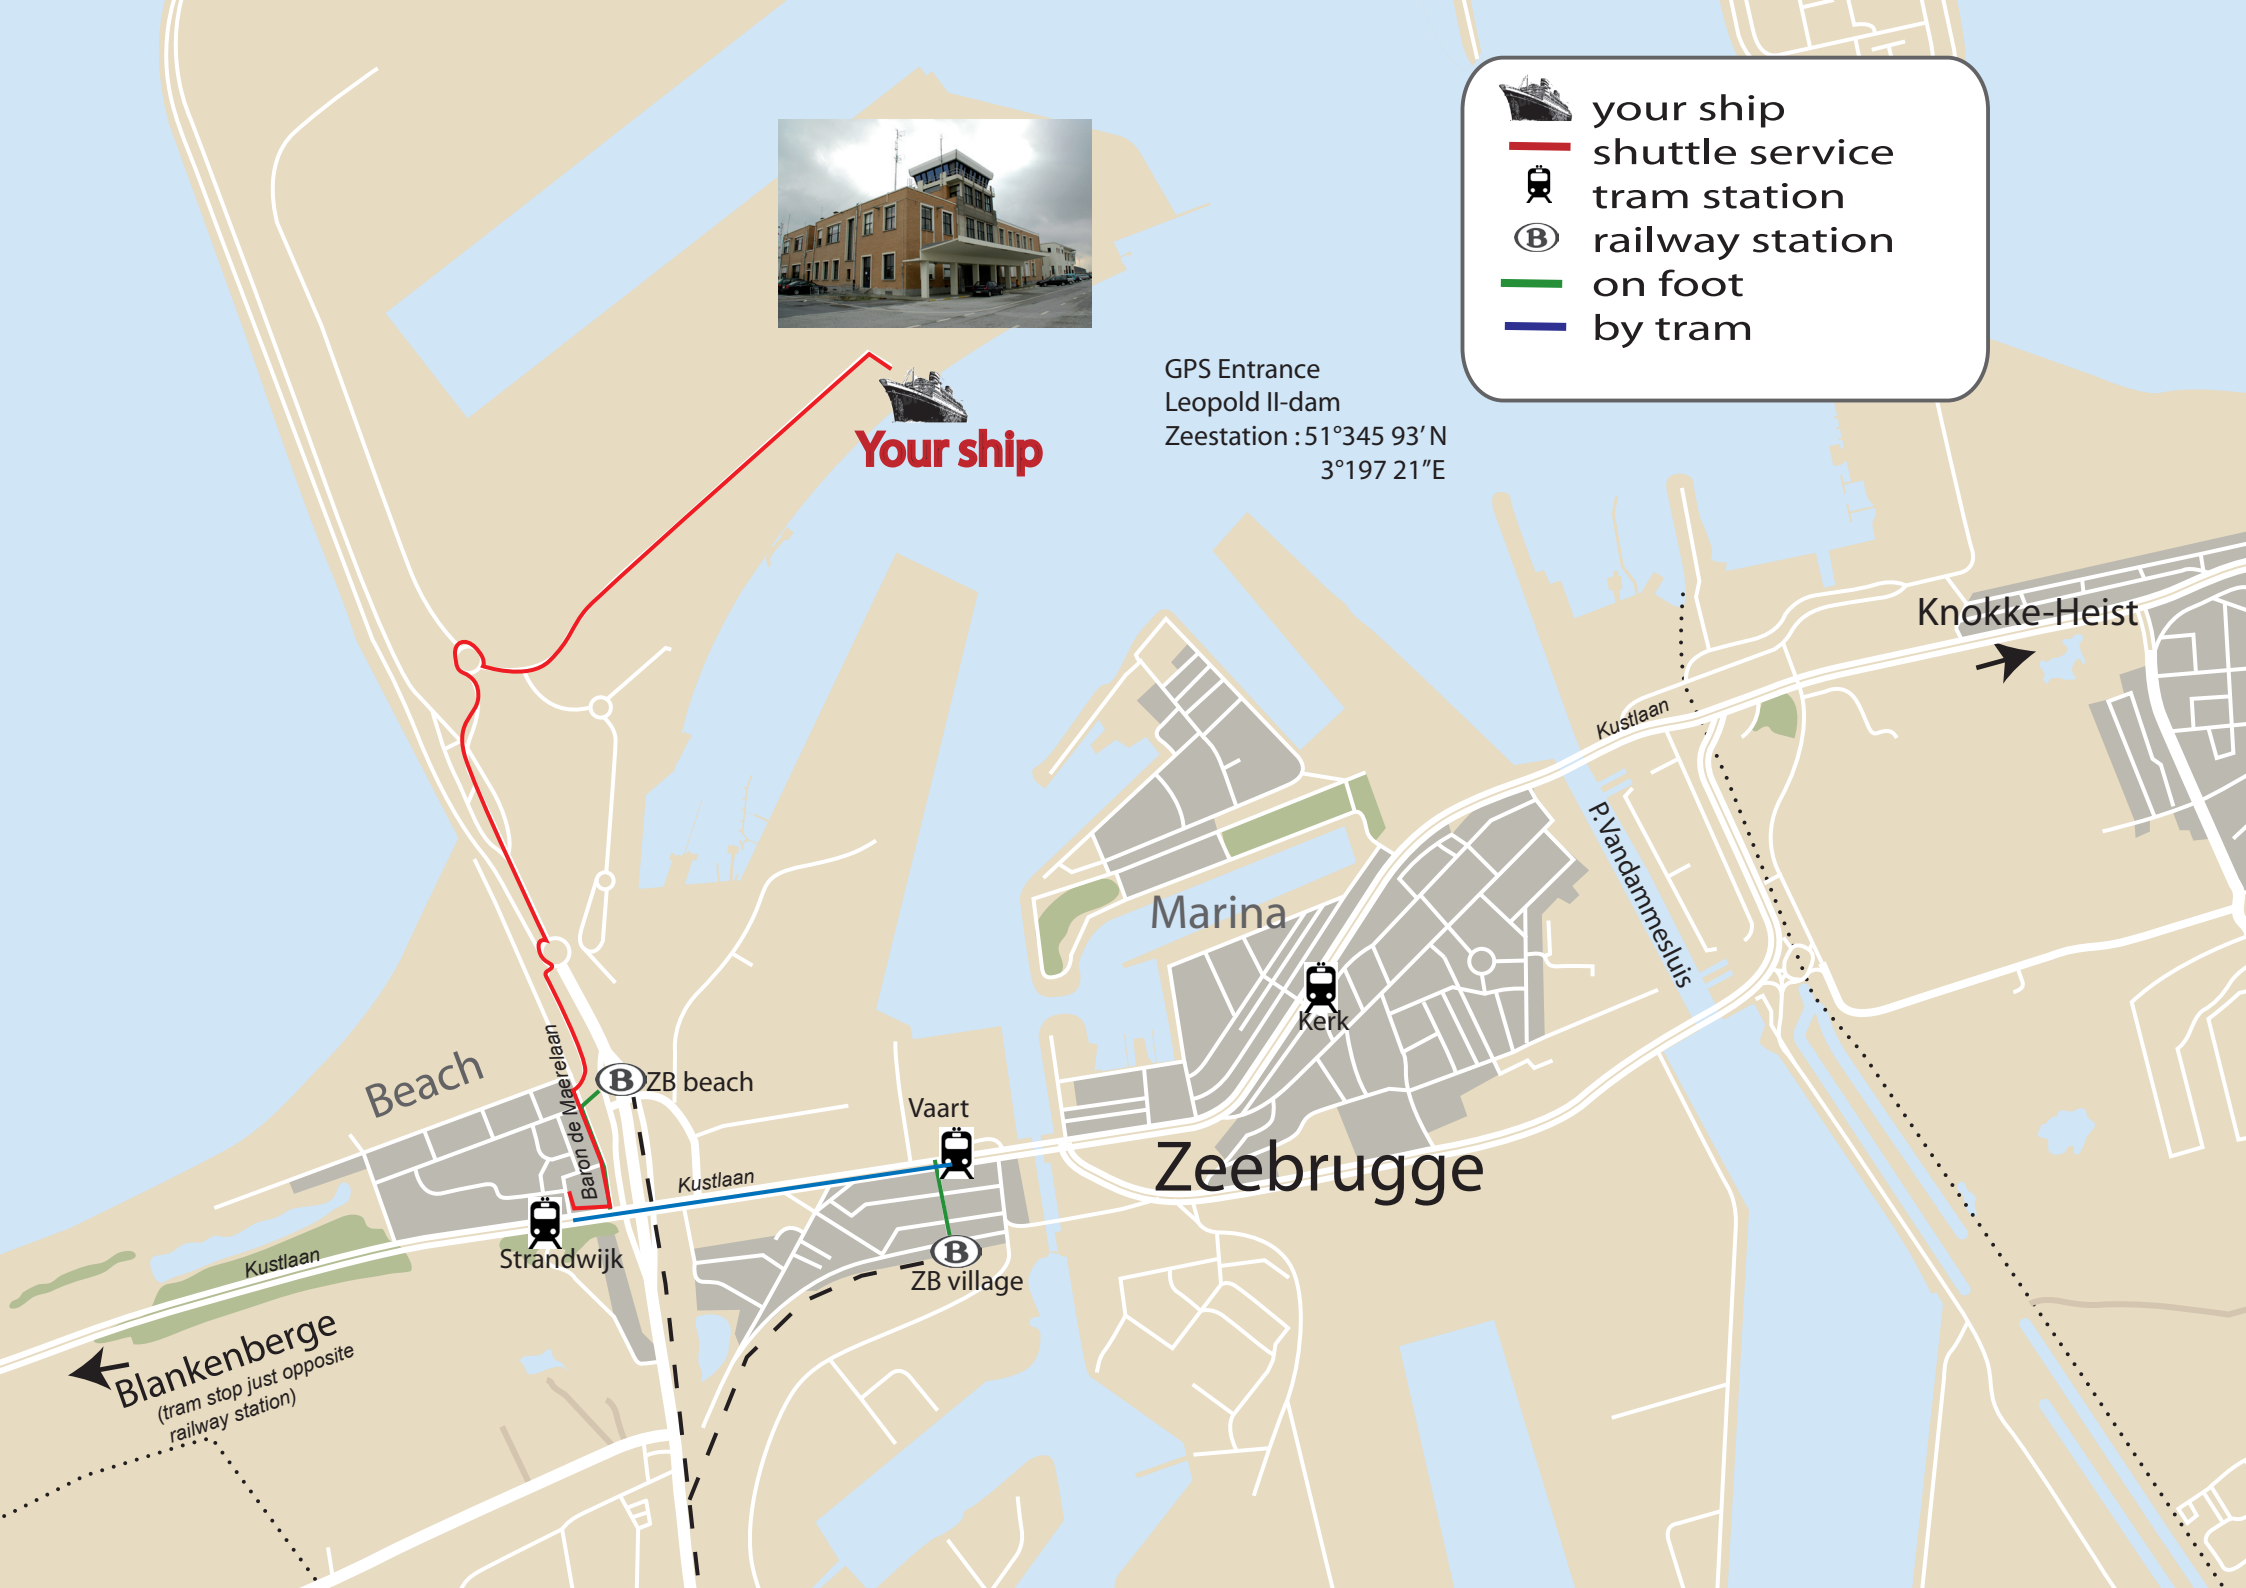 your ship
shuttle service
tram station
B railway station
on foot
by tram
GPS Entrance
Leopold II-dam
Zeestation : 51°345 93’ N
3°197 21”E
Your ship
Knokke-Heist
Kustlaan
P.Vandammesluis
Marina
Kerk
Beach
Baron de Maerelaan
B ZB beach
Vaart
Zeebrugge
Kustlaan
Strandwijk
B
ZB village
Kustlaan
Blankenberge
(tram stop just opposite
railway station)